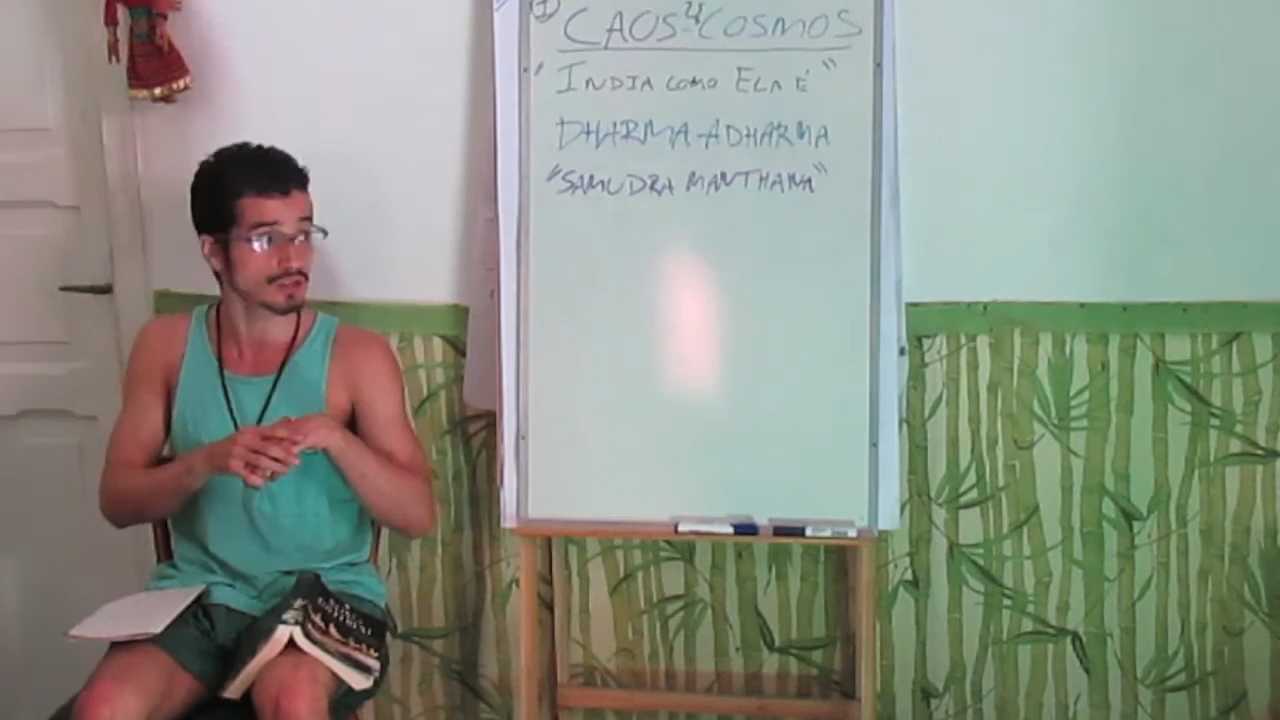 1 CAOS-COSMOS
"INDIA COMO ELA É"
DHARMA-ADHARMA
"SAMUDRA MANTHANA"